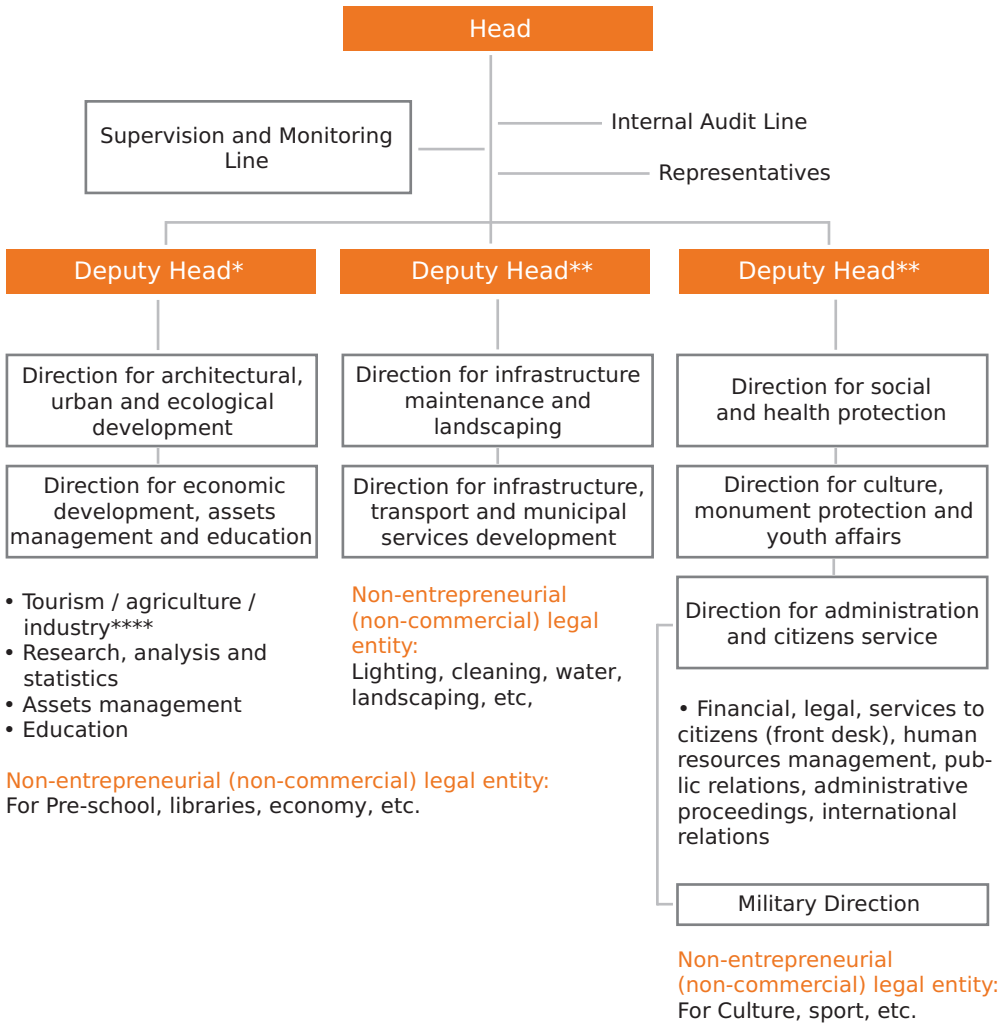 Head
Supervision and Monitoring
Line
Internal Audit Line
Representatives
Deputy Head*
Direction for architectural,
urban and ecological
development
Direction for economic
development, assets
management and education
• Tourism / agriculture /
industry****
• Research, analysis and
statistics
• Assets management
• Education
Non-entrepreneurial (non-commercial) legal entity:
For Pre-school, libraries, economy, etc.
Deputy Head**
Direction for infrastructure
maintenance and
landscaping
Direction for infrastructure,
transport and municipal
services development
Non-entrepreneurial
(non-commercial) legal
entity:
Lighting, cleaning, water,
landscaping, etc,
Deputy Head**
Direction for social
and health protection
Direction for culture,
monument protection and
youth affairs
Direction for administration
and citizens service
• Financial, legal, services to
citizens (front desk), human
resources management, pub-
lic relations, administrative
proceedings, international
relations
Military Direction
Non-entrepreneurial
(non-commercial) legal entity:
For Culture, sport, etc.